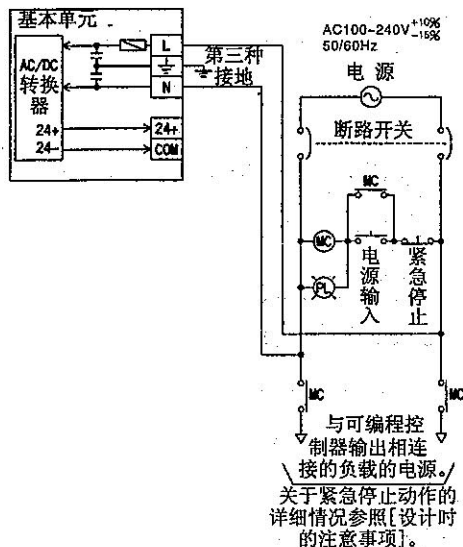 基本单元
AC/DC
转换
器
24+
24-
L
N
24+
COM
第三种
接地
AC100~240V +10% -15%
50/60Hz
电 源
断路开关
MC
MC
PL
电源输入
紧急停止
MC
MC
与可编程控
制器输出相连
接的负载的电源。
关于紧急停止动作的
详细情况参照[设计时
的注意事项]。